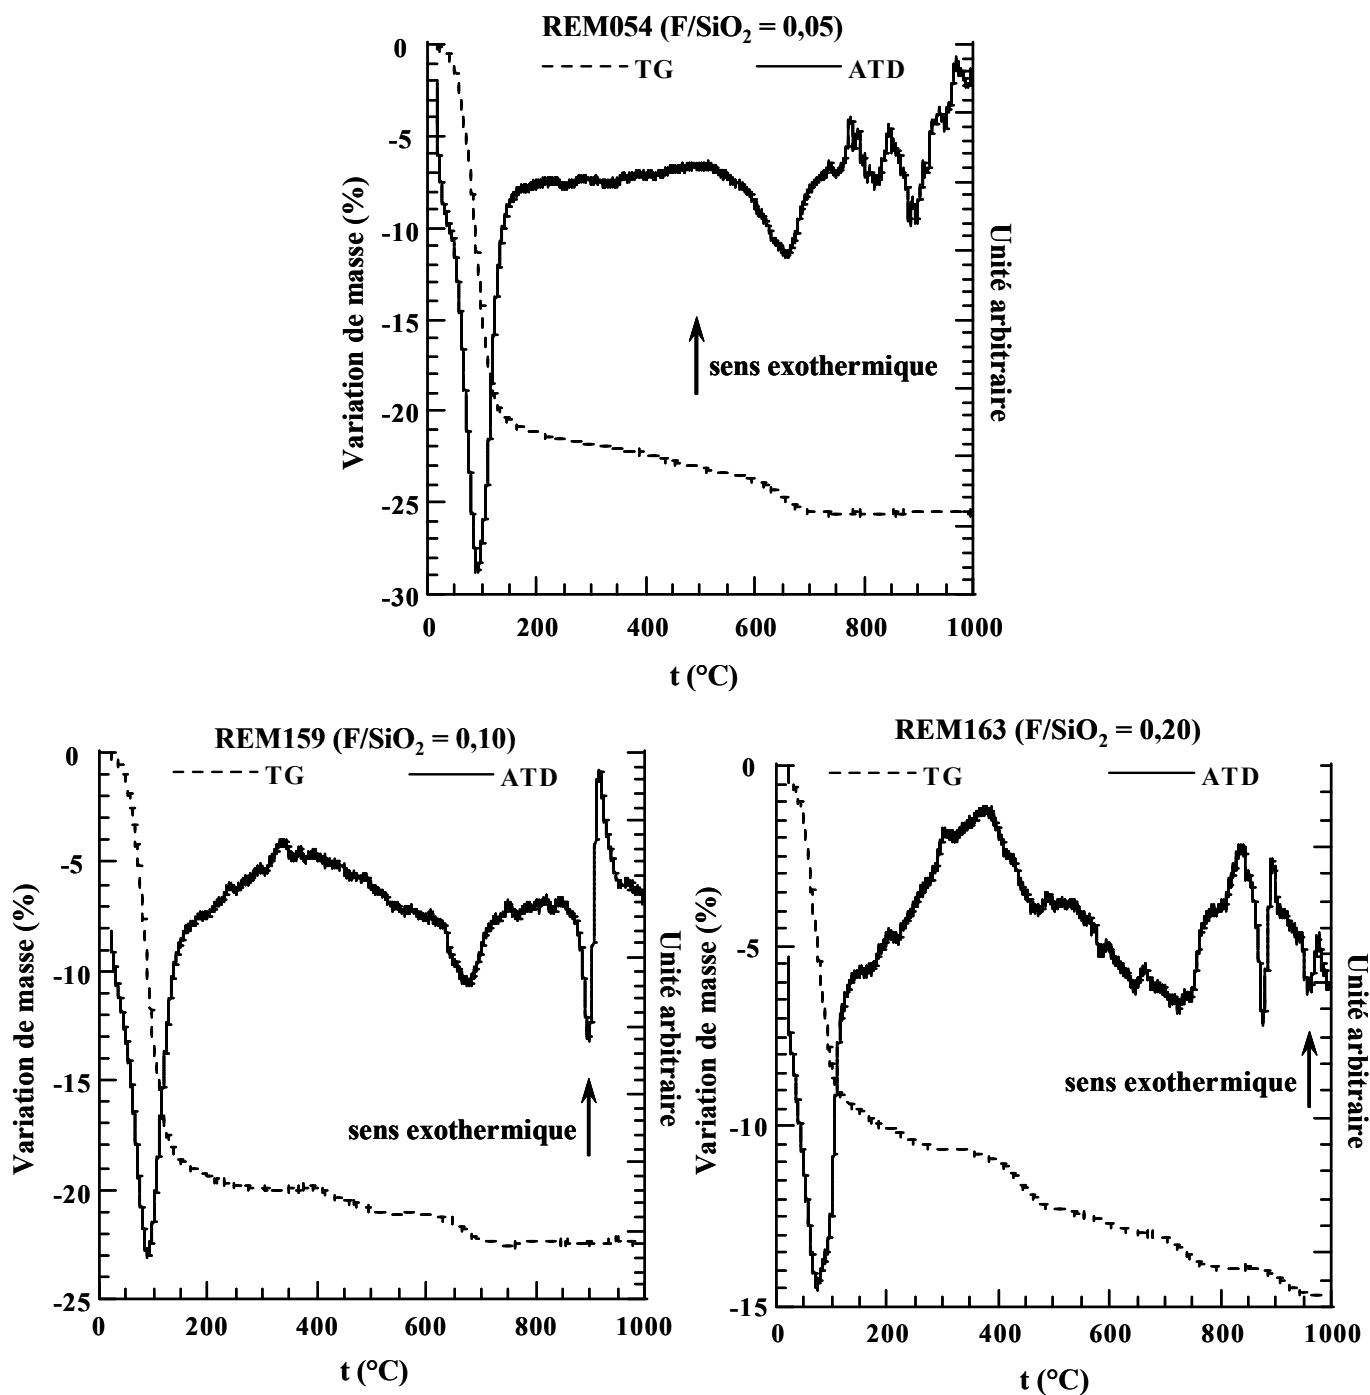 REM054 (F/SiO₂ = 0,05)
TG
ATD
0
-5
-10
-15
-20
-25
-30
Variation de masse (%)
Unité arbitraire
sens exothermique
0 200 400 600 800 1000
t (°C)
REM159 (F/SiO₂ = 0,10)
TG
ATD
0
-5
-10
-15
-20
-25
Variation de masse (%)
Unité arbitraire
sens exothermique
0 200 400 600 800 1000
t (°C)
REM163 (F/SiO₂ = 0,20)
TG
ATD
0
-5
-10
-15
Variation de masse (%)
Unité arbitraire
sens exothermique
0 200 400 600 800 1000
t (°C)